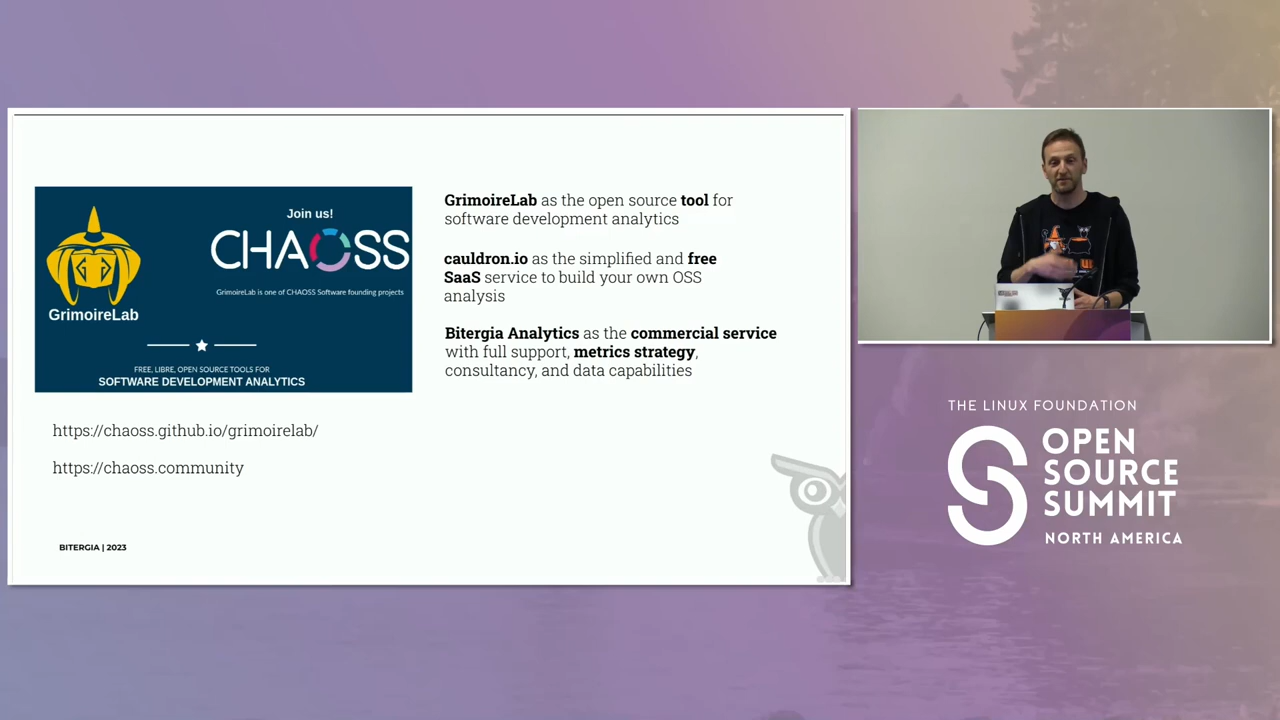 Join us!
CHAOSS
GrimoireLab is one of CHAOSS Software founding projects
GrimoireLab
FREE, LIBRE, OPEN SOURCE TOOLS FOR
SOFTWARE DEVELOPMENT ANALYTICS
https://chaoss.github.io/grimoirelab/
https://chaoss.community
BITERGIA | 2023
GrimoireLab as the open source tool for
software development analytics
cauldron.io as the simplified and free
SaaS service to build your own OSS
analysis
Bitergia Analytics as the commercial service
with full support, metrics strategy,
consultancy, and data capabilities
THE LINUX FOUNDATION
OPEN
SOURCE
SUMMIT
NORTH AMERICA